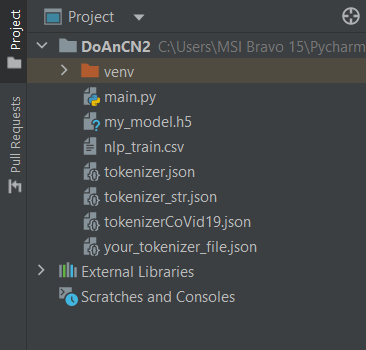 Project
Pull Requests
Project
DoAnCN2 C:\Users\MSI Bravo 15\Pycharm
venv
main.py
my_model.h5
nlp_train.csv
tokenizer.json
tokenizer_str.json
tokenizerCoVid19.json
your_tokenizer_file.json
External Libraries
Scratches and Consoles